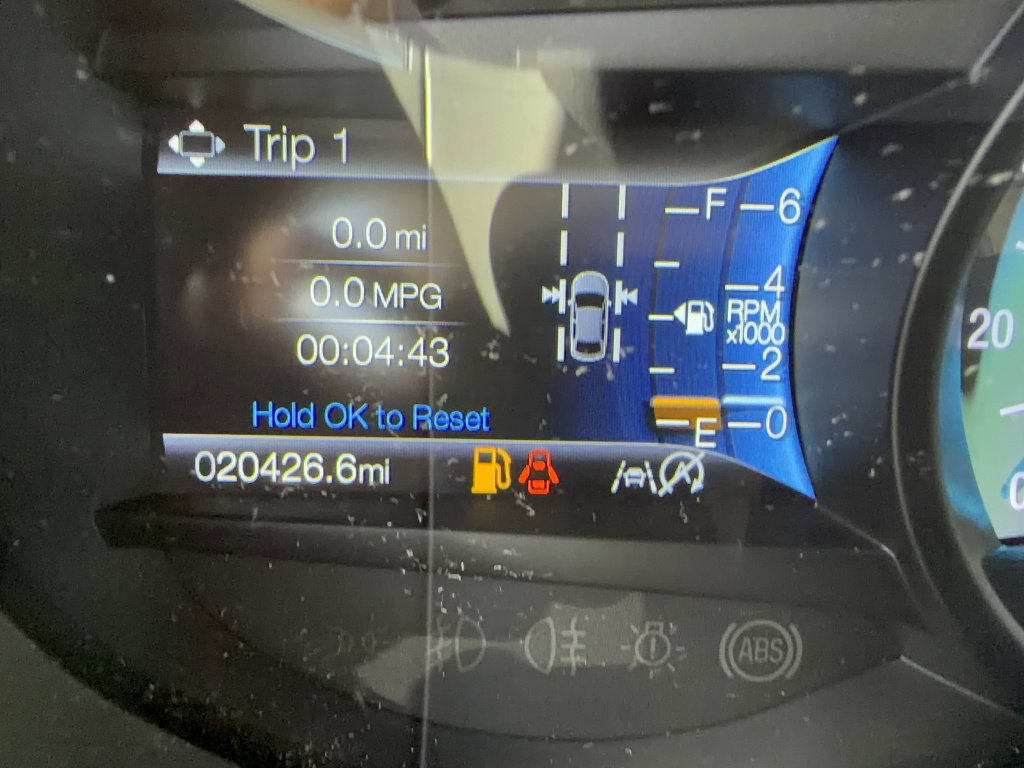 Trip 1
0.0 mi
0.0 MPG
00:04:43
Hold OK to Reset
020426.6mi
F
E
6
4
RPM
x1000
2
0
A
20
ABS